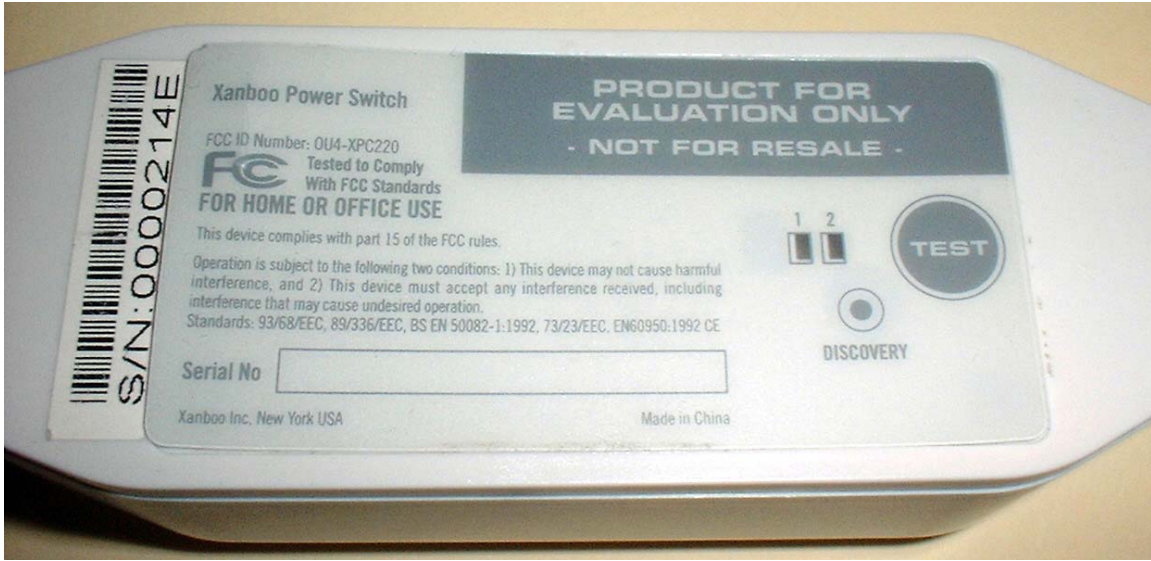 S/N:0000214E
Xanboo Power Switch
PRODUCT FOR
EVALUATION ONLY
- NOT FOR RESALE -
FCC ID Number: OU4-XPC220
FC Tested to Comply
With FCC Standards
FOR HOME OR OFFICE USE
This device complies with part 15 of the FCC rules.
Operation is subject to the following two conditions: 1) This device may not cause harmful
interference, and 2) This device must accept any interference received, including
interference that may cause undesired operation.
Standards: 93/68/EEC, 89/336/EEC, BS EN 50082-1:1992, 73/23/EEC, EN60950:1992 CE
Serial No
Xanboo Inc. New York USA
Made in China
1 2
TEST
DISCOVERY